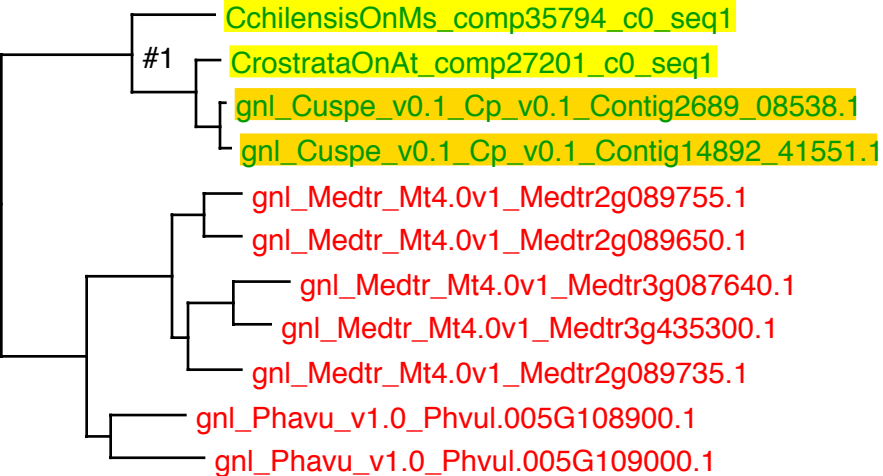 CchilensisOnMs_comp35794_c0_seq1
#1
CrostrataOnAt_comp27201_c0_seq1
gnl_Cuspe_v0.1_Cp_v0.1_Contig2689_08538.1
gnl_Cuspe_v0.1_Cp_v0.1_Contig14892_41551.1
gnl_Medtr_Mt4.0v1_Medtr2g089755.1
gnl_Medtr_Mt4.0v1_Medtr2g089650.1
gnl_Medtr_Mt4.0v1_Medtr3g087640.1
gnl_Medtr_Mt4.0v1_Medtr3g435300.1
gnl_Medtr_Mt4.0v1_Medtr2g089735.1
gnl_Phavu_v1.0_Phvul.005G108900.1
gnl_Phavu_v1.0_Phvul.005G109000.1